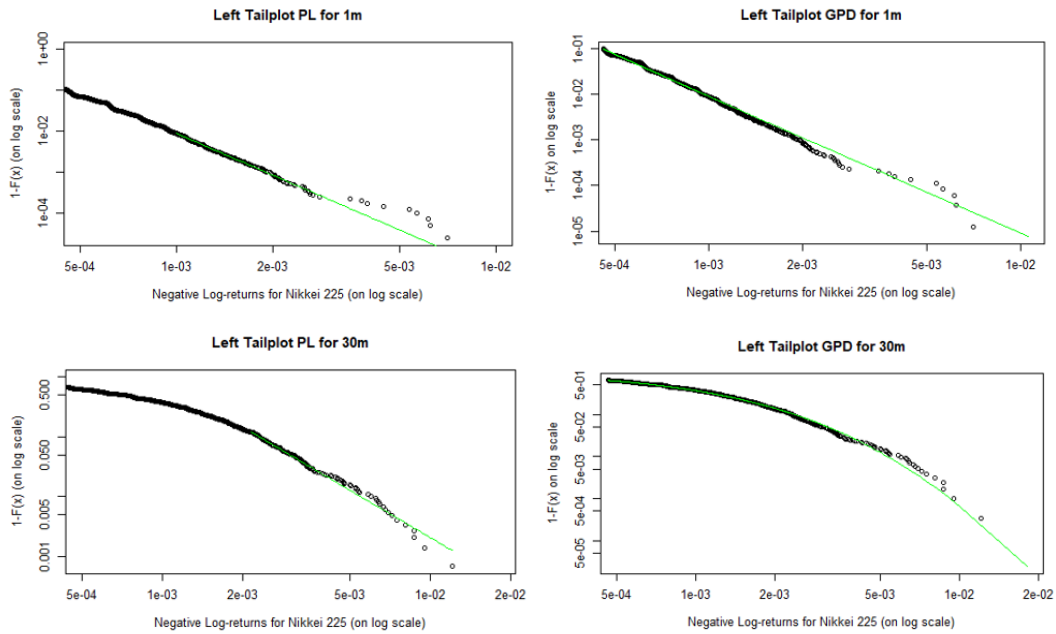 Left Tailplot PL for 1m
1-F(x) (on log scale)
1e+00
1e-02
1e-04
5e-04 1e-03 2e-03 5e-03 1e-02
Negative Log-returns for Nikkei 225 (on log scale)
Left Tailplot GPD for 1m
1-F(x) on log scale)
1e-01
1e-02
1e-03
1e-04
1e-05
5e-04 1e-03 2e-03 5e-03 1e-02
Negative Log-returns for Nikkei 225 (on log scale)
Left Tailplot PL for 30m
1-F(x) (on log scale)
0.500
0.050
0.005
0.001
5e-04 1e-03 2e-03 5e-03 1e-02 2e-02
Negative Log-returns for Nikkei 225 (on log scale)
Left Tailplot GPD for 30m
1-F(x) on log scale)
5e-01
5e-02
5e-03
5e-04
5e-05
5e-04 1e-03 2e-03 5e-03 1e-02 2e-02
Negative Log-returns for Nikkei 225 (on log scale)